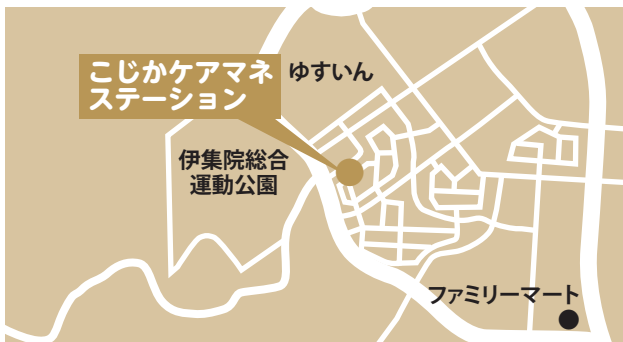 こじかケアマネ
ステーション
ゆすいん
伊集院総合
運動公園
ファミリーマート